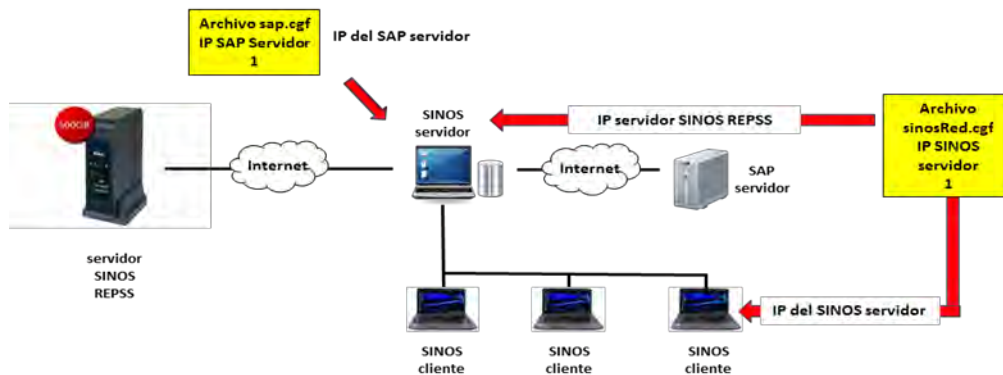 Archivo sap.cgf
IP SAP Servidor
1
IP del SAP servidor
500GB
SINOS
servidor
IP servidor SINOS REPSS
Archivo
sinosRed.cgf
IP SINOS
servidor
1
Internet
Internet
SAP
servidor
servidor
SINOS
REPSS
IP del SINOS servidor
SINOS
cliente
SINOS
cliente
SINOS
cliente